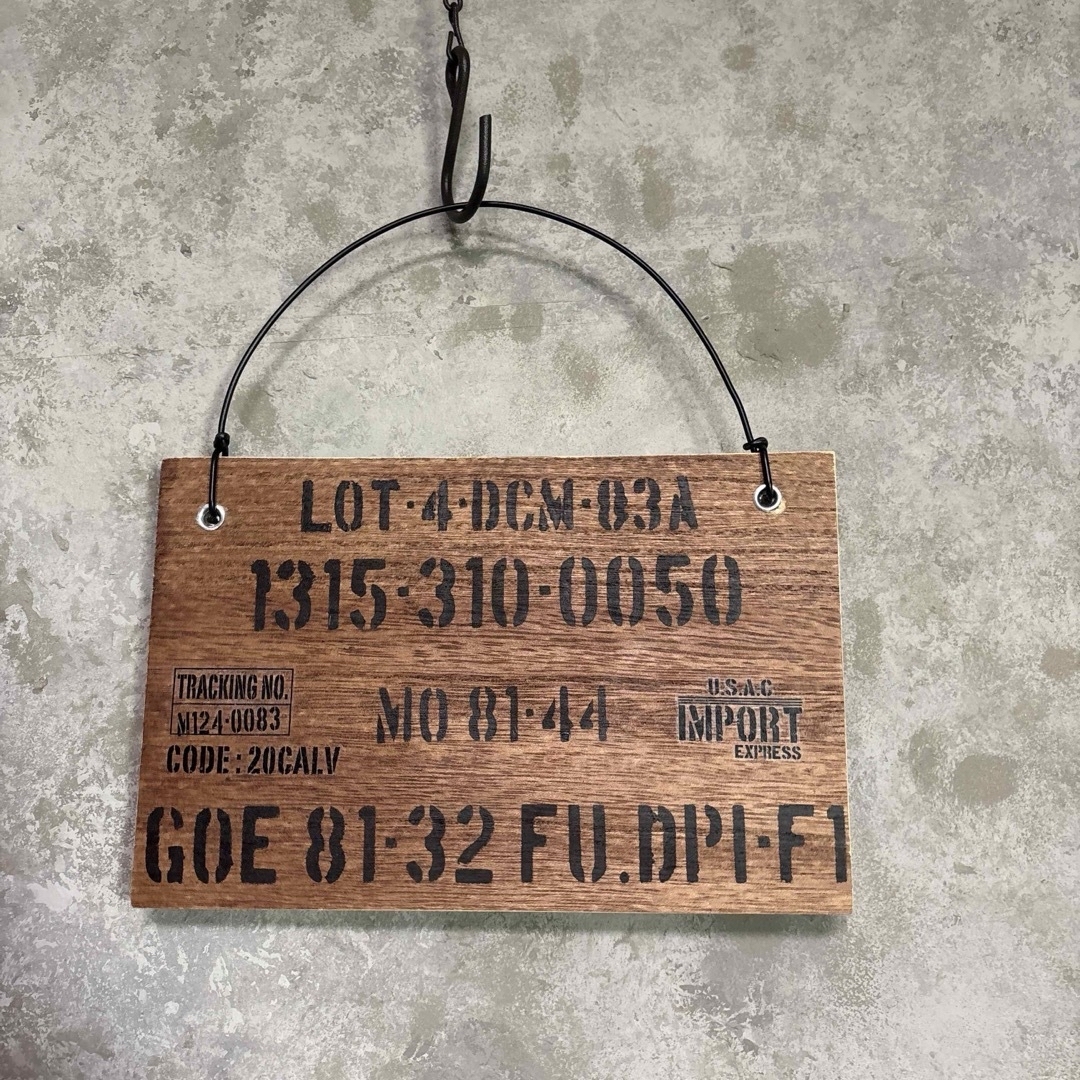 LOT·4·DCM·83A
1315·310·0050
TRACKING NO.
M124·0083
CODE : 20CALV
MO 81·44
U.S.A.C
IMPORT
EXPRESS
GOE 81·32 FU.DPI·F1